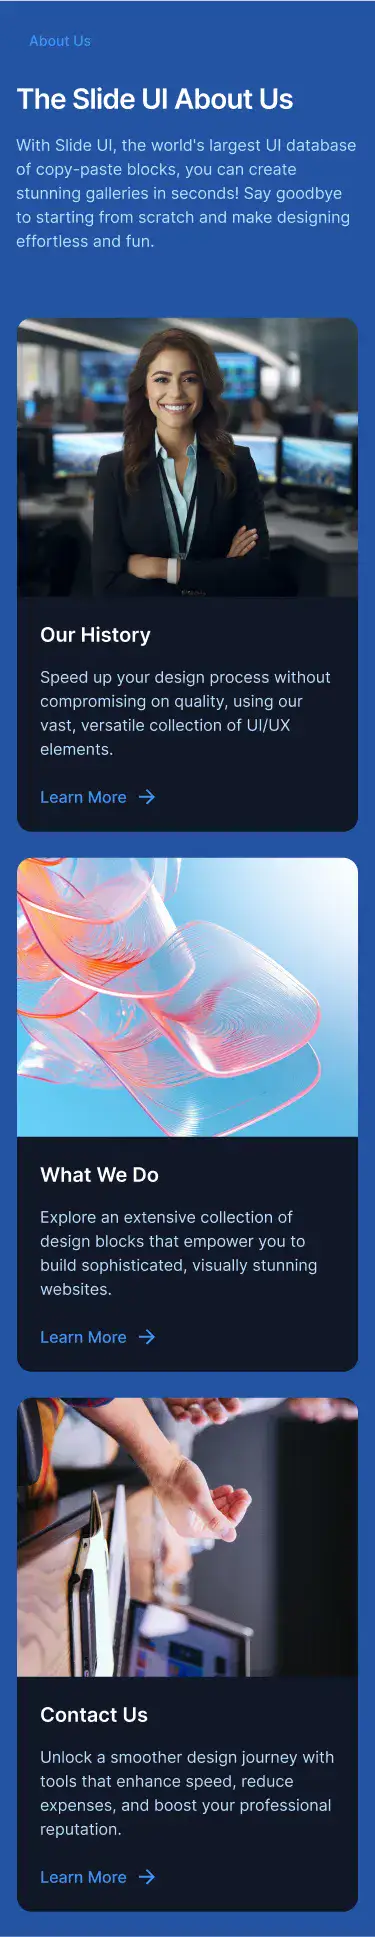 About Us
The Slide UI About Us
With Slide UI, the world's largest UI database
of copy-paste blocks, you can create
stunning galleries in seconds! Say goodbye
to starting from scratch and make designing
effortless and fun.
Our History
Speed up your design process without
compromising on quality, using our
vast, versatile collection of UI/UX
elements.
Learn More
What We Do
Explore an extensive collection of
design blocks that empower you to
build sophisticated, visually stunning
websites.
Learn More
Contact Us
Unlock a smoother design journey with
tools that enhance speed, reduce
expenses, and boost your professional
reputation.
Learn More